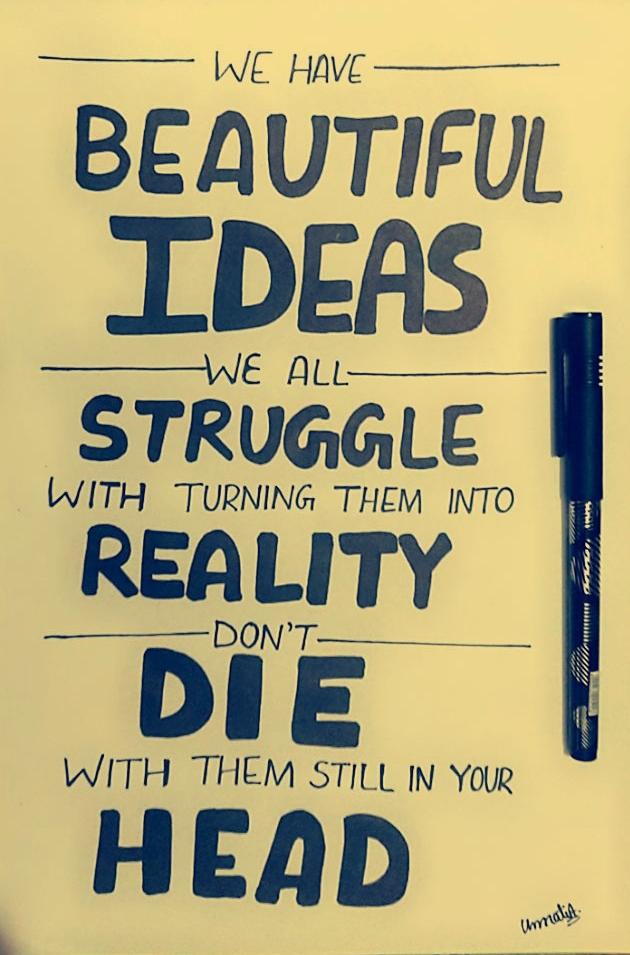 WE HAVE
BEAUTIFUL
IDEAS
WE ALL
STRUGGLE
WITH TURNING THEM INTO
REALITY
DON'T
DIE
WITH THEM STILL IN YOUR
HEAD